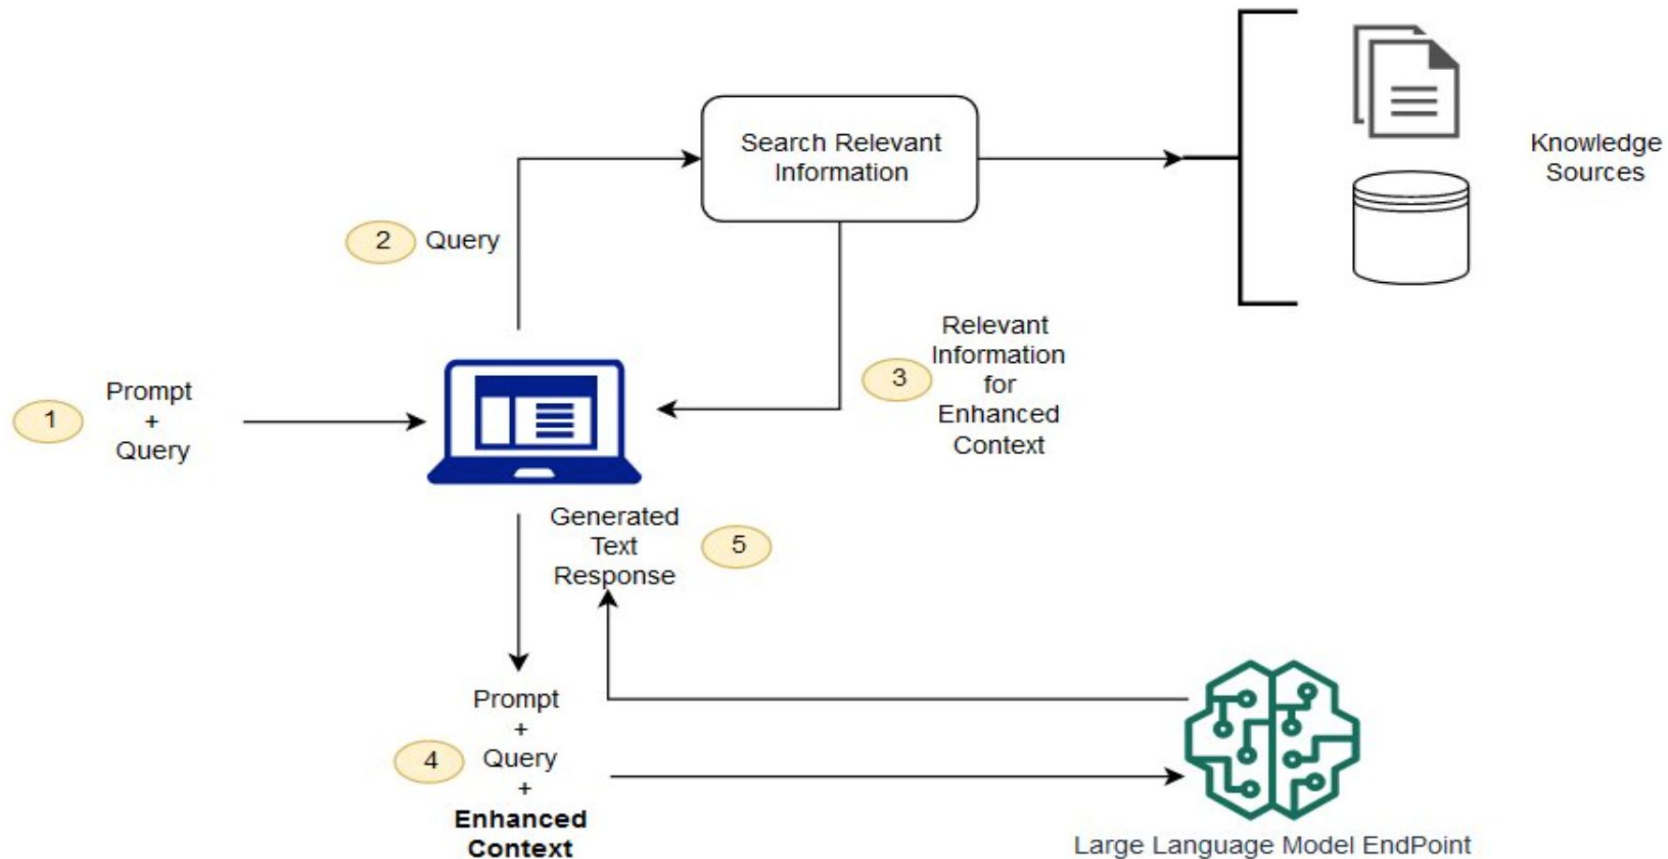 Search Relevant
Information
Knowledge
Sources
2
Query
1
Prompt
+
Query
3
Relevant
Information
for
Enhanced
Context
Generated
Text
Response
5
4
Prompt
+
Query
+
Enhanced
Context
Large Language Model EndPoint